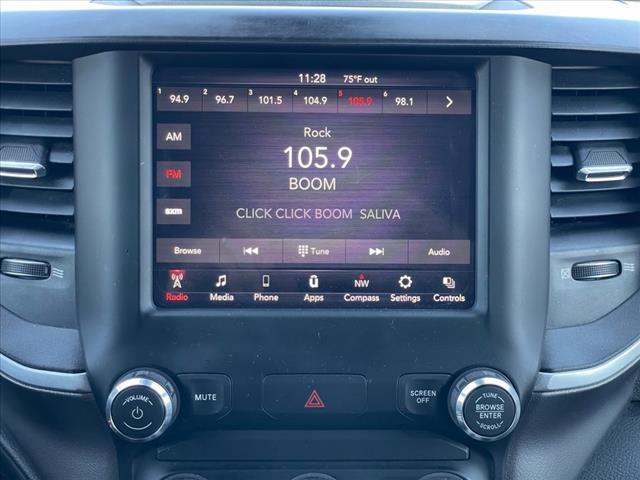 11:28 75°F out
1 94.9 2 96.7 3 101.5 4 104.9 5 105.9 6 98.1
AM
Rock
105.9
FM
BOOM
sxm
CLICK CLICK BOOM SALIVA
Browse Tune Audio
Radio Media Phone Apps NW Compass Settings Controls
VOLUME
MUTE
SCREEN OFF
TUNE
BROWSE
ENTER
SCROLL